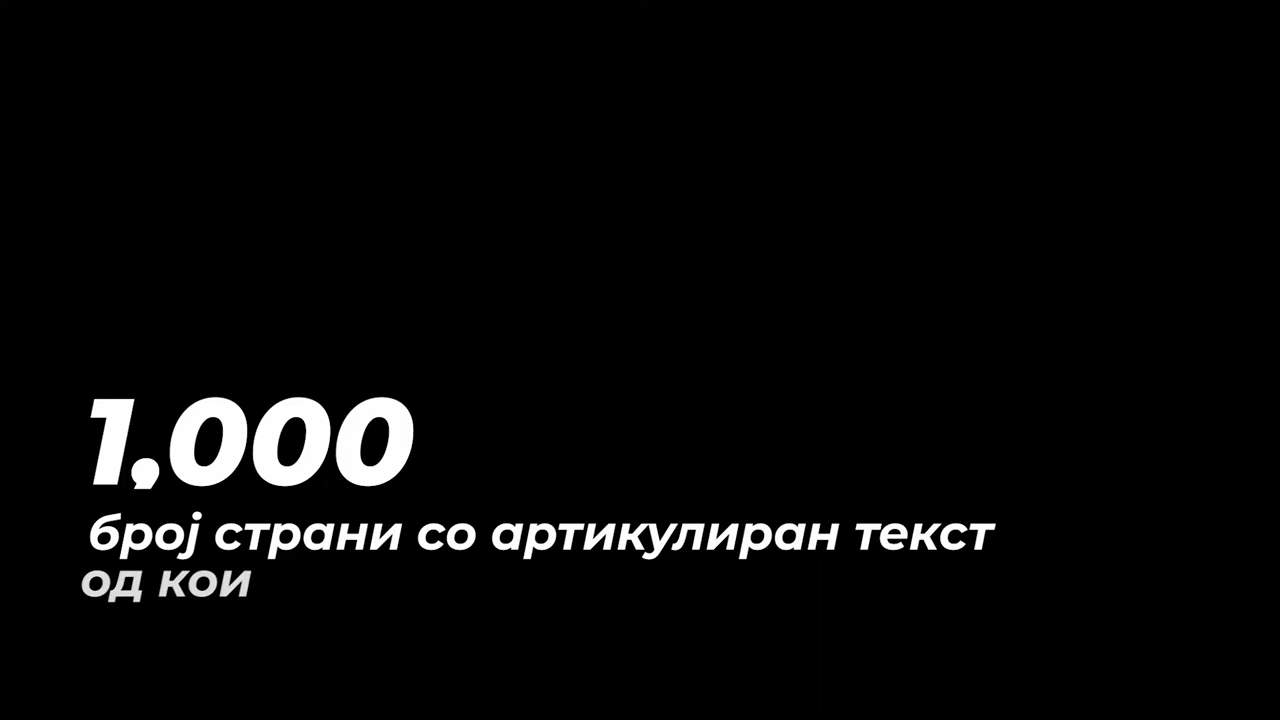 1,000
број страни со артикулиран текст
од кои